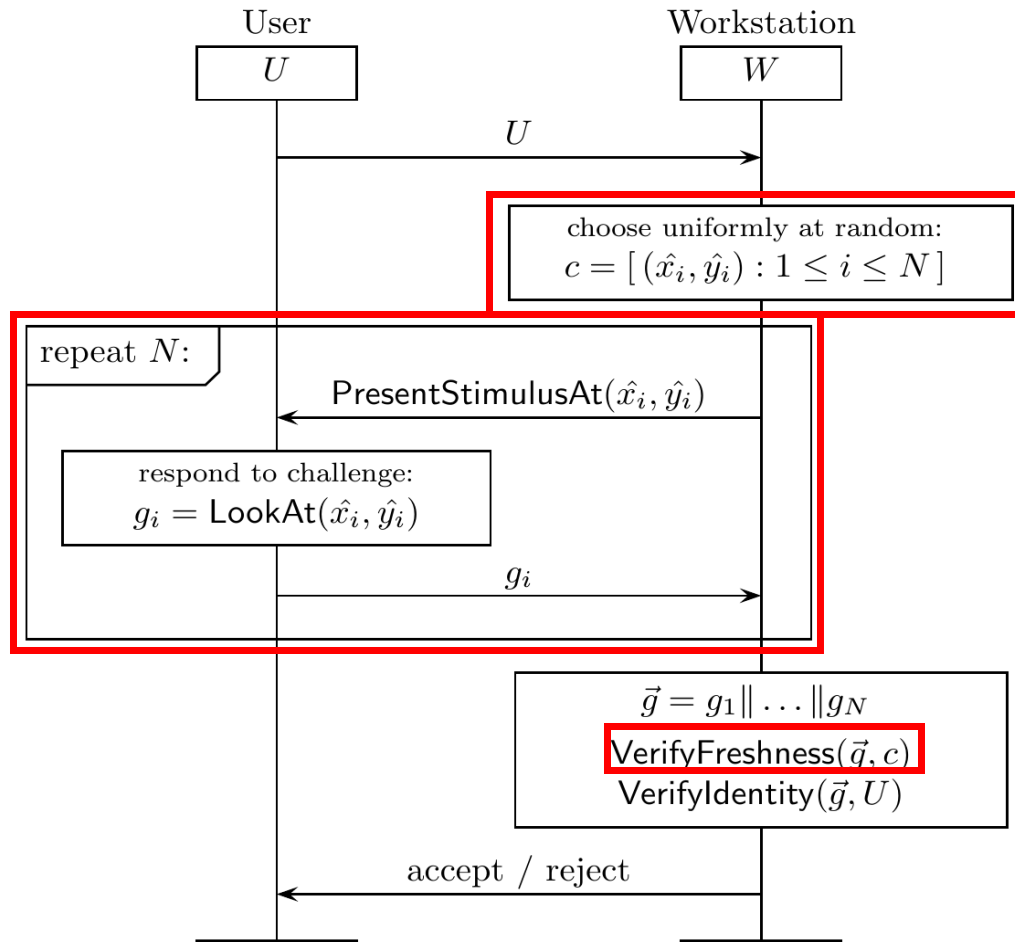 User Workstation
U W
U
choose uniformly at random:
c = [ (x̂ᵢ, ŷᵢ) : 1 ≤ i ≤ N ]
repeat N:
PresentStimulusAt(x̂ᵢ, ŷᵢ)
respond to challenge:
gᵢ = LookAt(x̂ᵢ, ŷᵢ)
gᵢ
g⃗ = g₁‖ … ‖g_N
VerifyFreshness(g⃗, c)
VerifyIdentity(g⃗, U)
accept / reject